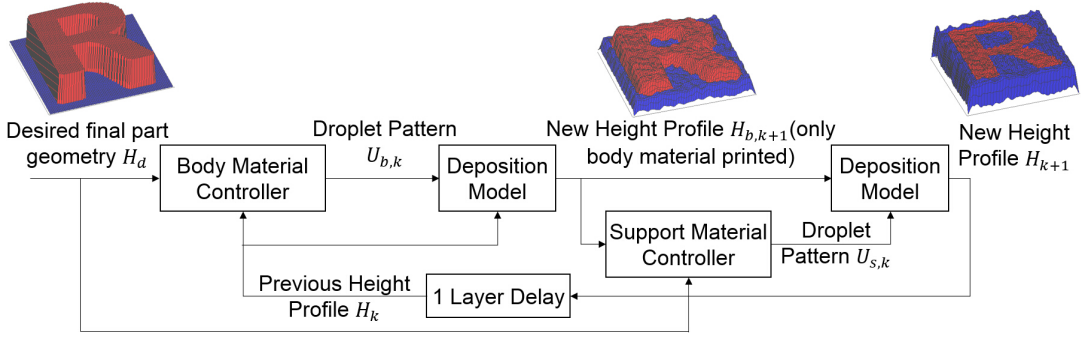 Desired final part
geometry H_d
Body Material
Controller
Droplet Pattern
U_{b,k}
Deposition
Model
New Height Profile H_{b,k+1}(only
body material printed)
Deposition
Model
New Height
Profile H_{k+1}
Support Material
Controller
Droplet
Pattern U_{s,k}
Previous Height
Profile H_k
1 Layer Delay